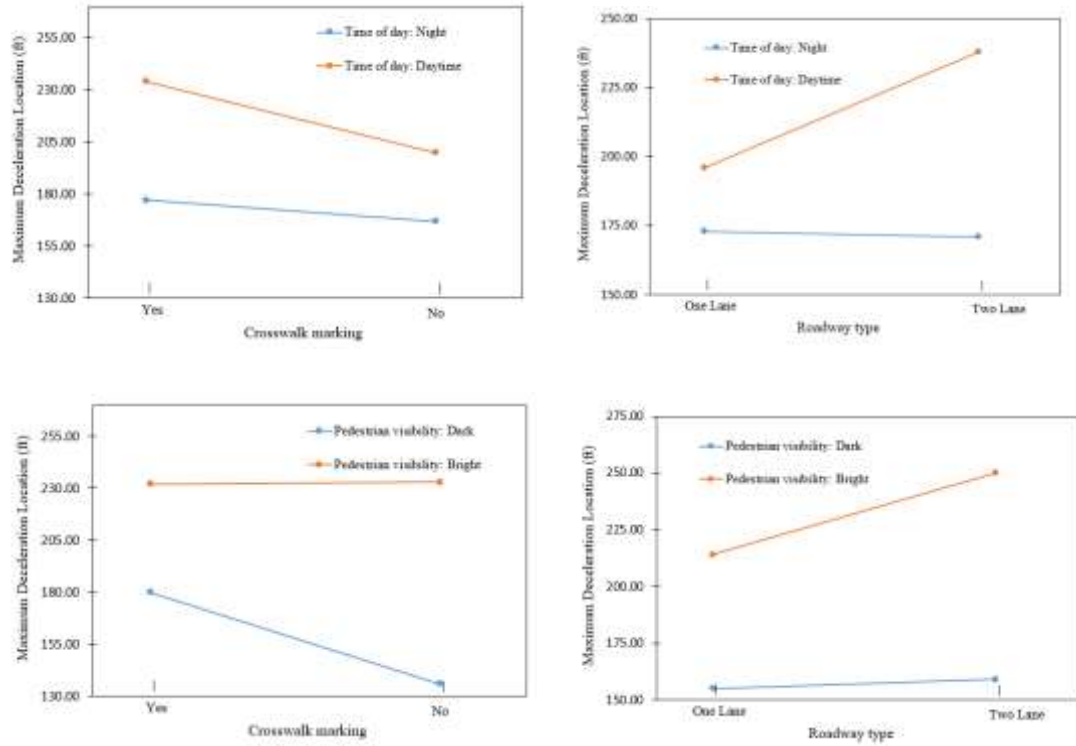 Maximum Deceleration Location (ft)
255.00
230.00
205.00
180.00
155.00
130.00
Time of day: Night
Time of day: Daytime
Yes
No
Crosswalk marking
Maximum Deceleration Location (ft)
250.00
225.00
200.00
175.00
150.00
Time of day: Night
Time of day: Daytime
One Lane
Two Lane
Roadway type
Maximum Deceleration Location (ft)
255.00
230.00
205.00
180.00
155.00
130.00
Pedestrian visibility: Dark
Pedestrian visibility: Bright
Yes
No
Crosswalk marking
Maximum Deceleration Location (ft)
275.00
250.00
225.00
200.00
175.00
150.00
Pedestrian visibility: Dark
Pedestrian visibility: Bright
One Lane
Two Lane
Roadway type